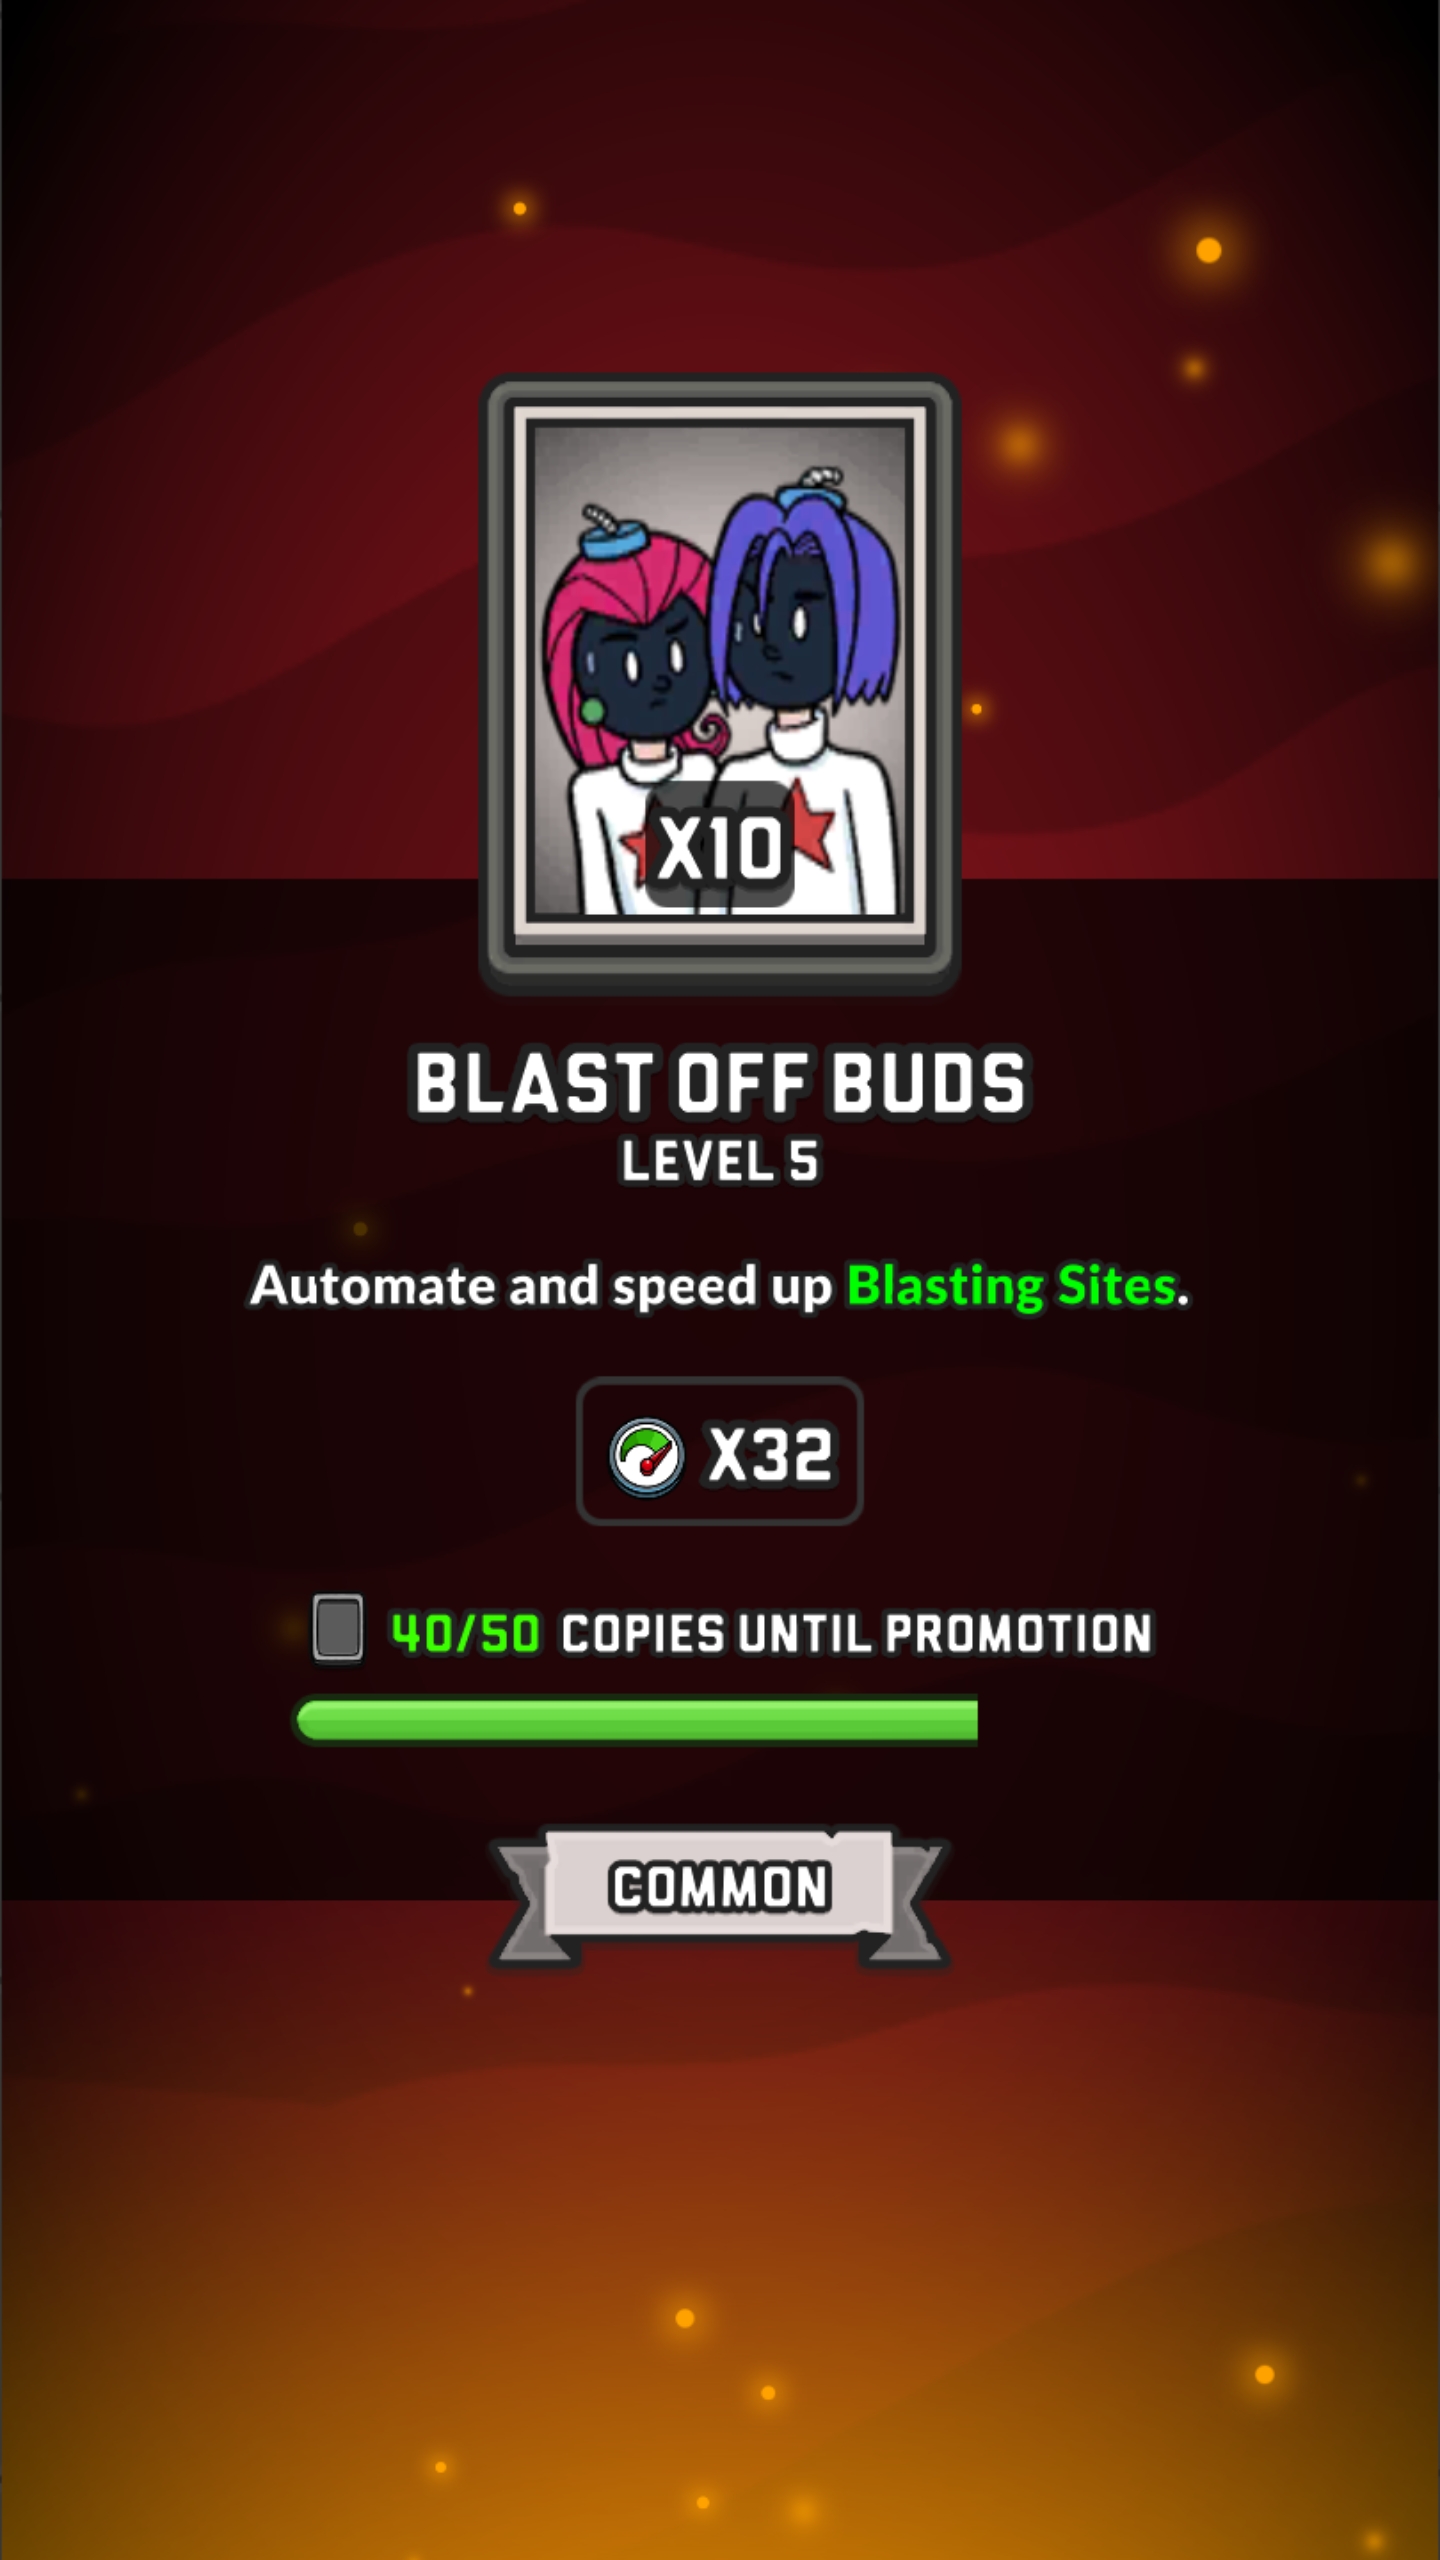 X10
BLAST OFF BUDS
LEVEL 5
Automate and speed up Blasting Sites.
X32
40/50 COPIES UNTIL PROMOTION
COMMON